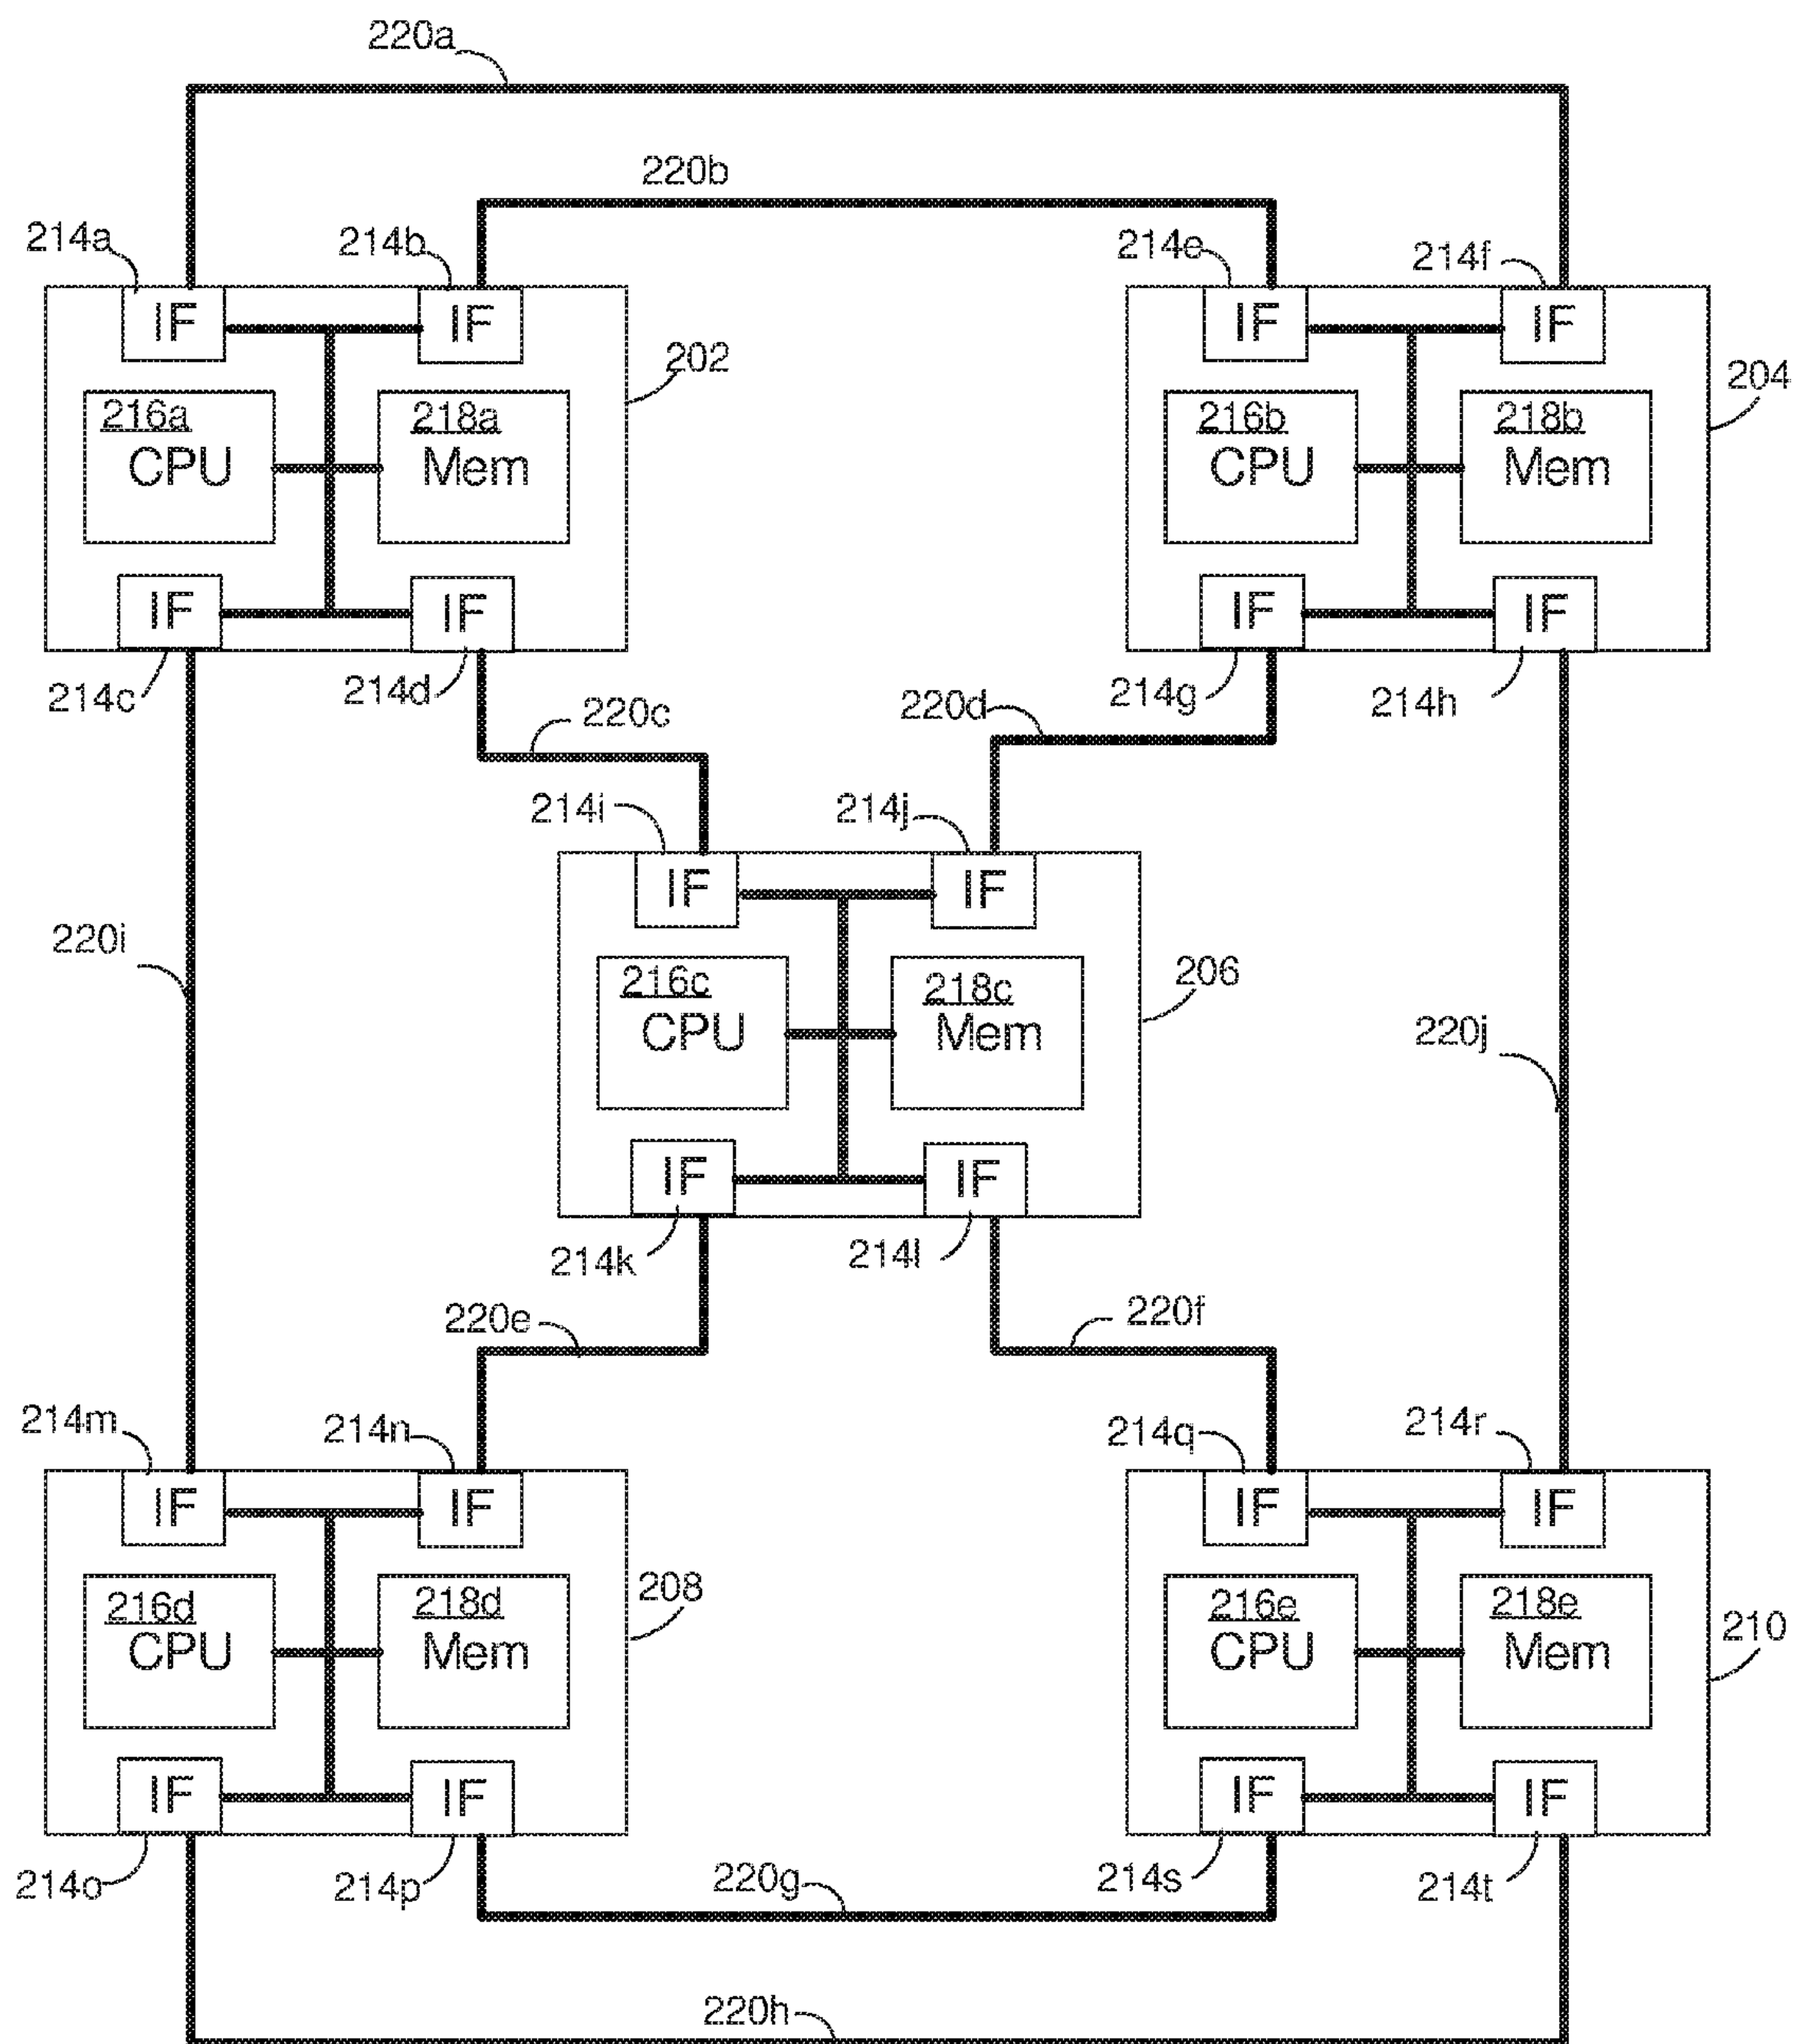 220a
220b
214a
214b
214e
214f
IF
IF
IF
IF
202
204
216a
CPU
218a
Mem
216b
CPU
218b
Mem
IF
IF
IF
IF
214c
214d
214g
214h
220c
220d
214i
214j
IF
IF
220i
206
216c
CPU
218c
Mem
220j
IF
IF
214k
214l
220e
220f
214m
214n
214q
214r
IF
IF
IF
IF
208
210
216d
CPU
218d
Mem
216e
CPU
218e
Mem
IF
IF
IF
IF
214o
214p
214s
214t
220g
220h